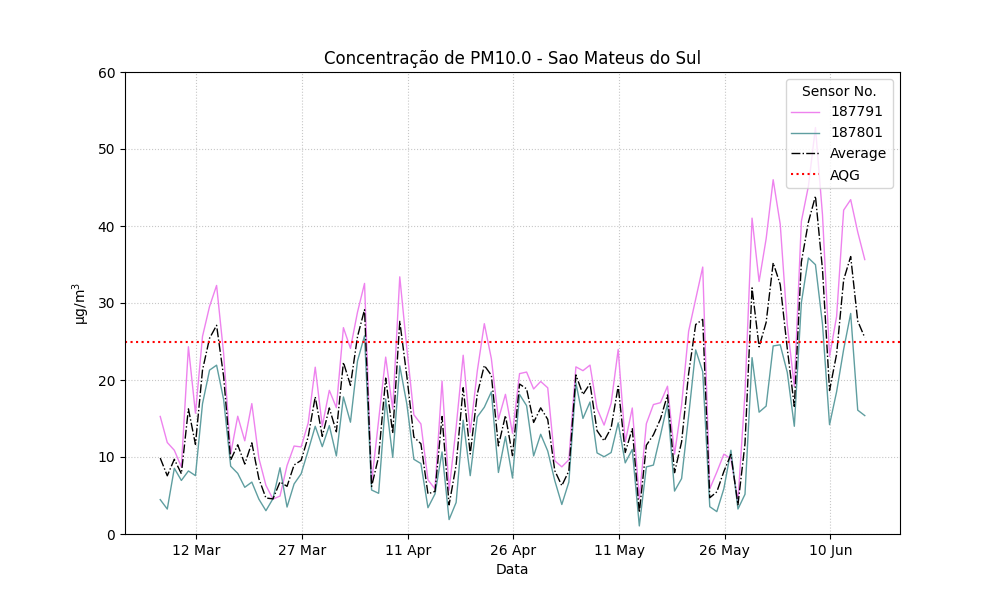 Concentração de PM10.0 - Sao Mateus do Sul
Sensor No.
187791
187801
Average
AQG
60
50
40
30
20
10
0
µg/m³
12 Mar
27 Mar
11 Apr
26 Apr
11 May
26 May
10 Jun
Data